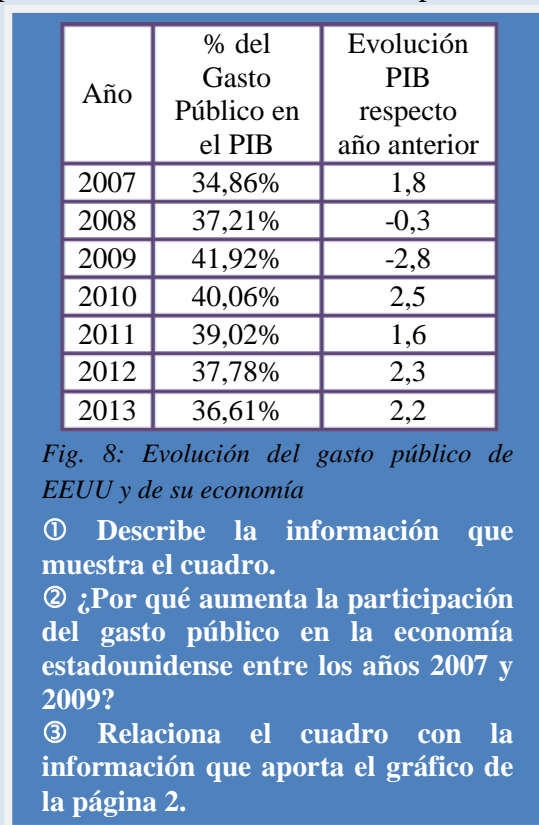 Año
% del
Gasto
Público en
el PIB
Evolución
PIB
respecto
año anterior
2007 34,86% 1,8
2008 37,21% -0,3
2009 41,92% -2,8
2010 40,06% 2,5
2011 39,02% 1,6
2012 37,78% 2,3
2013 36,61% 2,2
Fig. 8: Evolución del gasto público de
EEUU y de su economía
① Describe la información que
muestra el cuadro.
② ¿Por qué aumenta la participación
del gasto público en la economía
estadounidense entre los años 2007 y
2009?
③ Relaciona el cuadro con la
información que aporta el gráfico de
la página 2.